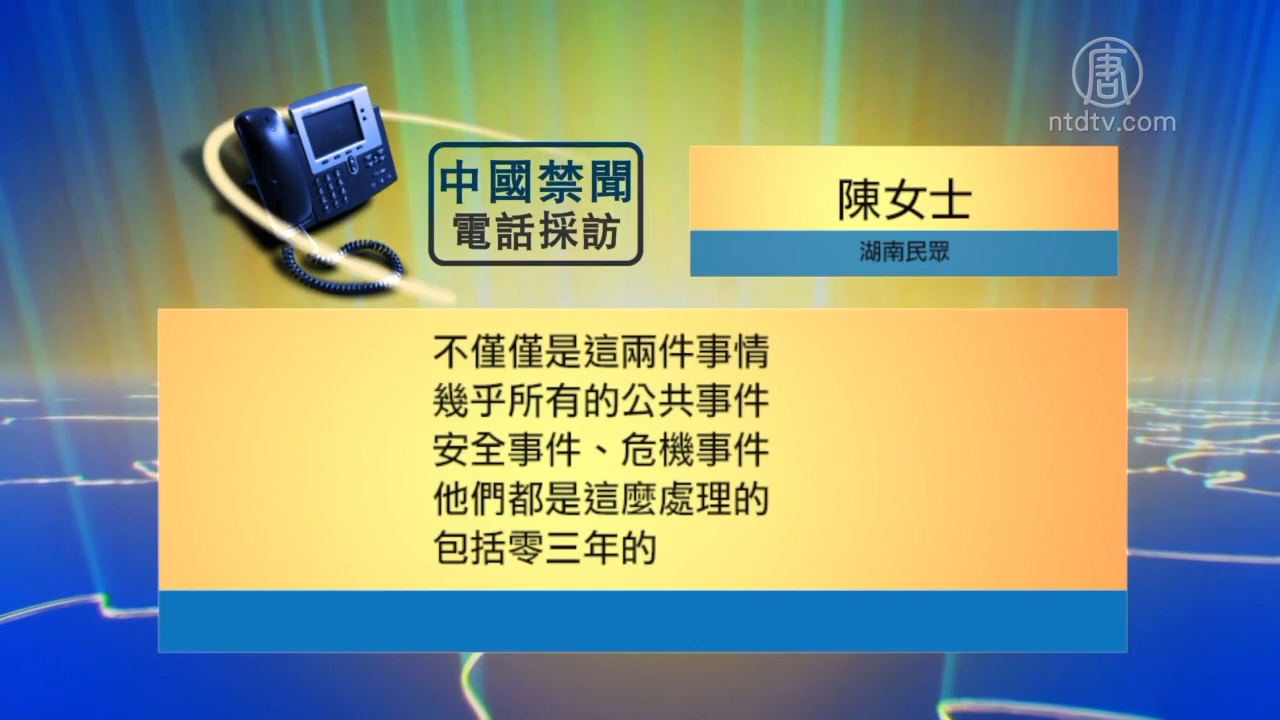 唐
ntdtv.com
中國禁聞
電話採訪
陳女士
湖南民眾
不僅僅是這兩件事情
幾乎所有的公共事件
安全事件、危機事件
他們都是這麼處理的
包括零三年的